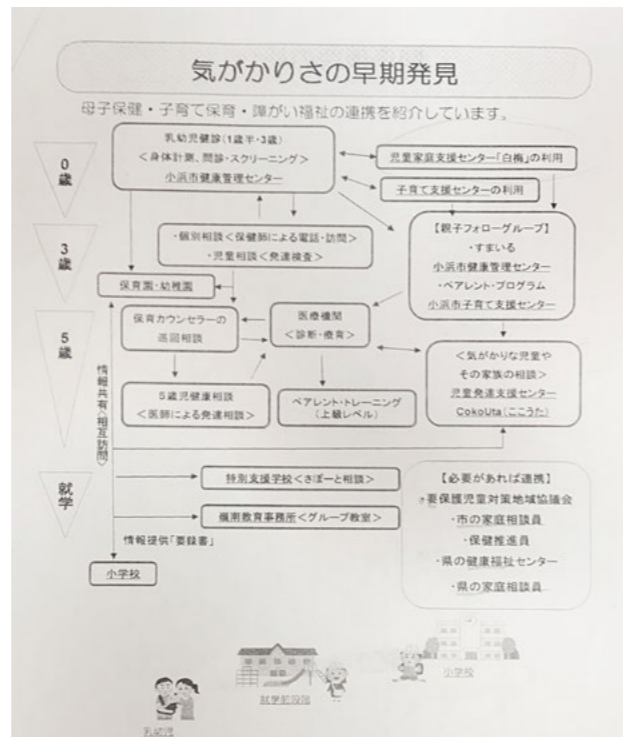 気がかりさの早期発見
母子保健・子育て保育・障がい福祉の連携を紹介しています。
0歳
乳幼児健診(1歳半・3歳)
<身体計測、問診・スクリーニング>
小浜市健康管理センター
児童家庭支援センター「白梅」の利用
子育て支援センターの利用
3歳
・個別相談<保健師による電話・訪問>
・児童相談<発達検査>
【親子フォローグループ】
・すまいる
小浜市健康管理センター
・ペアレント・プログラム
小浜市子育て支援センター
保育園・幼稚園
5歳
保育カウンセラーの
巡回相談
医療機関
<診断・療育>
<気がかりな児童や
その家族の相談>
児童発達支援センター
CokoUta(ここうた)
5歳児健康相談
<医師による発達相談>
ペアレント・トレーニング
(上級レベル)
情報共有<相互訪問>
就学
特別支援学校<さぽーと相談>
嶺南教育事務所<グループ教室>
情報提供「要録書」
小学校
【必要があれば連携】
要保護児童対策地域協議会
・市の家庭相談員
・保健推進員
・県の健康福祉センター
・県の家庭相談員
小学校
就学前段階
乳幼児